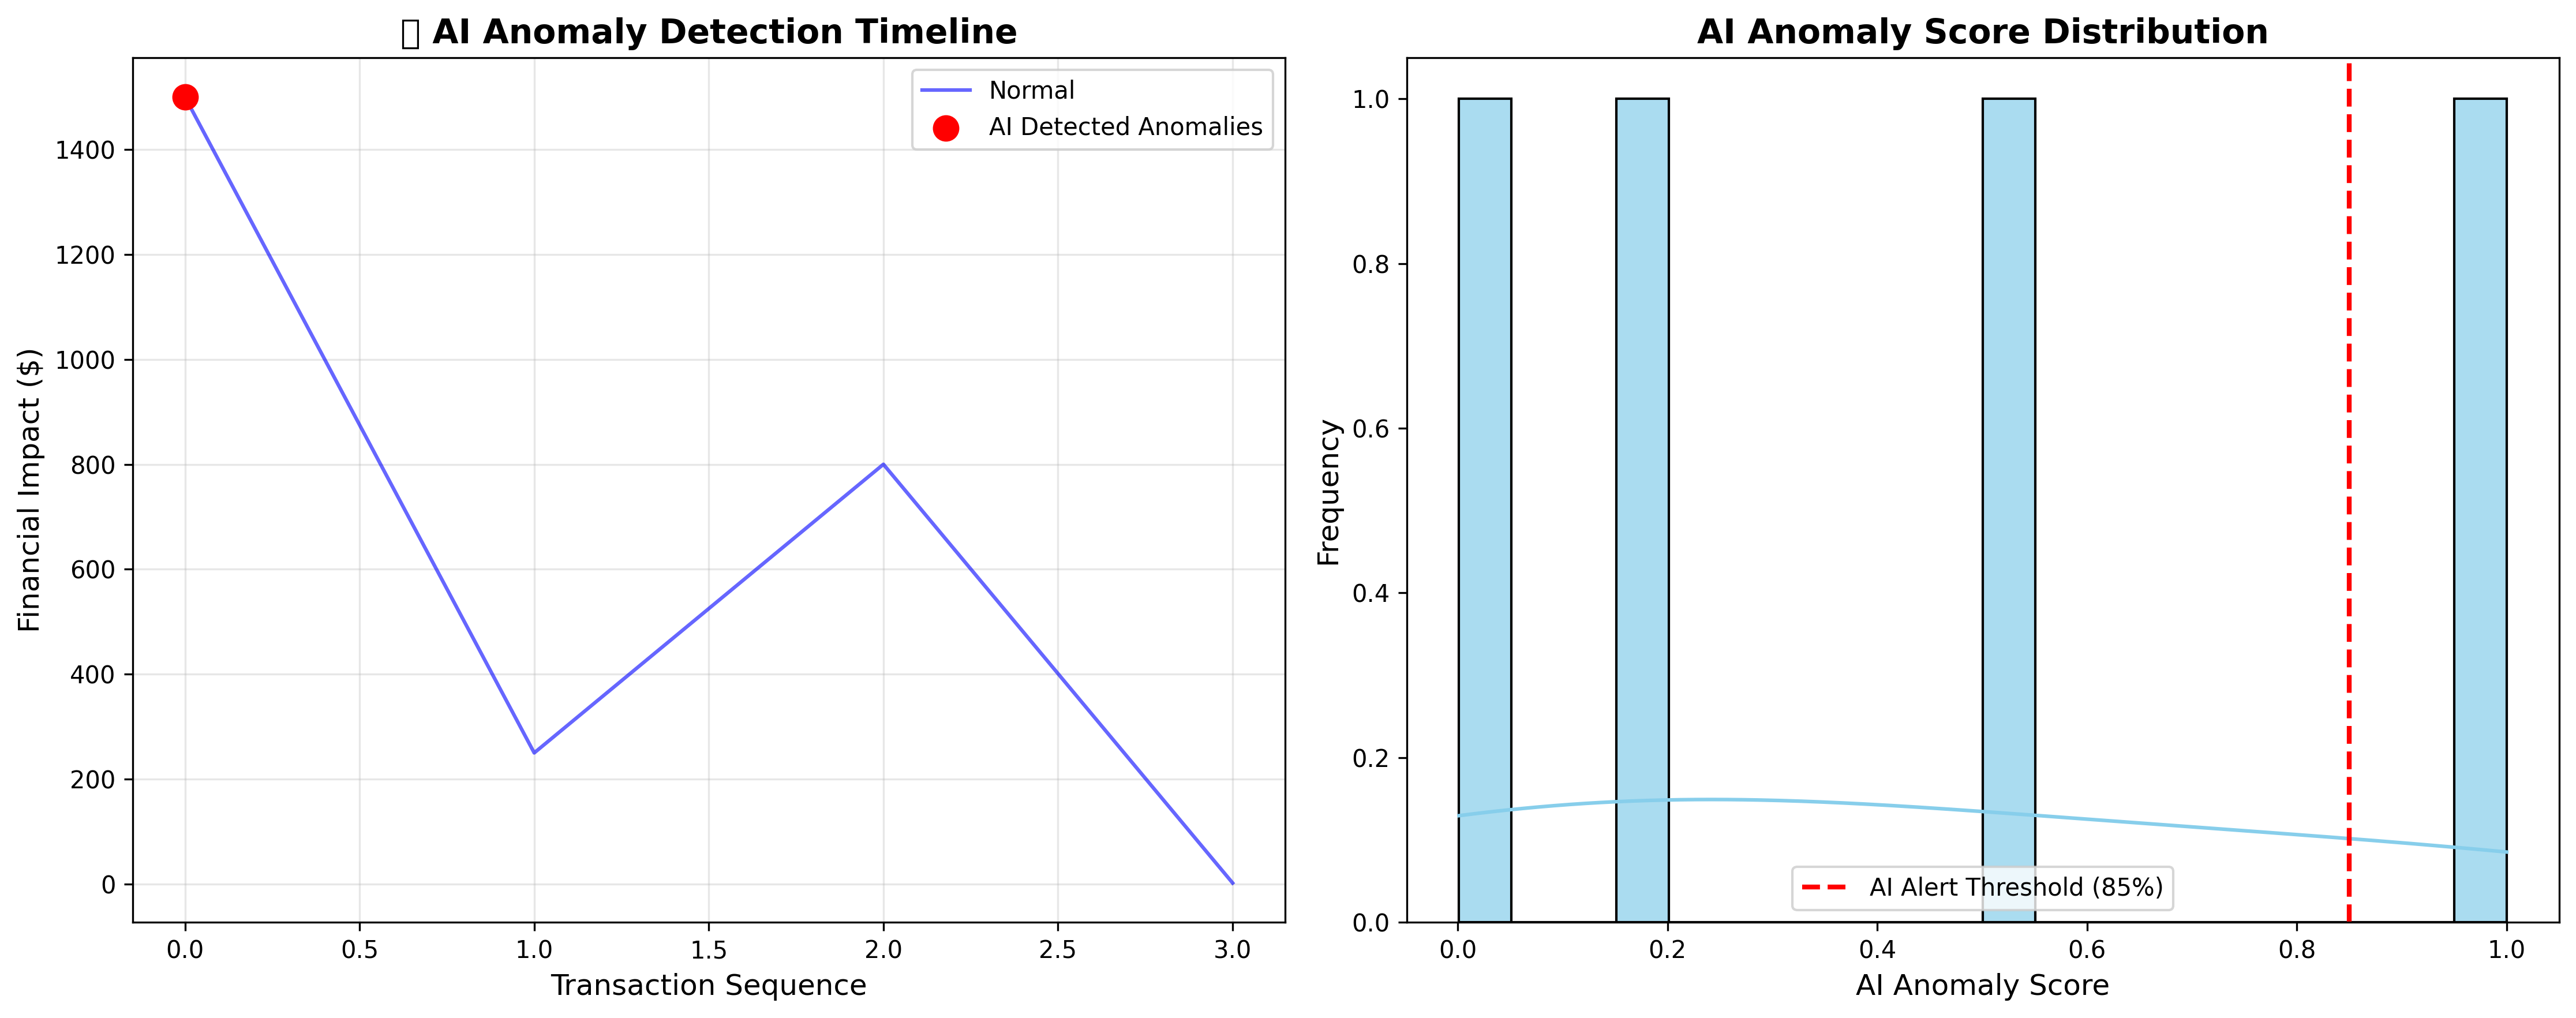 AI Anomaly Detection Timeline
Financial Impact ($)
1400
1200
1000
800
600
400
200
0
Normal
AI Detected Anomalies
0.0 0.5 1.0 1.5 2.0 2.5 3.0
Transaction Sequence
AI Anomaly Score Distribution
Frequency
1.0
0.8
0.6
0.4
0.2
0.0
AI Alert Threshold (85%)
0.0 0.2 0.4 0.6 0.8 1.0
AI Anomaly Score